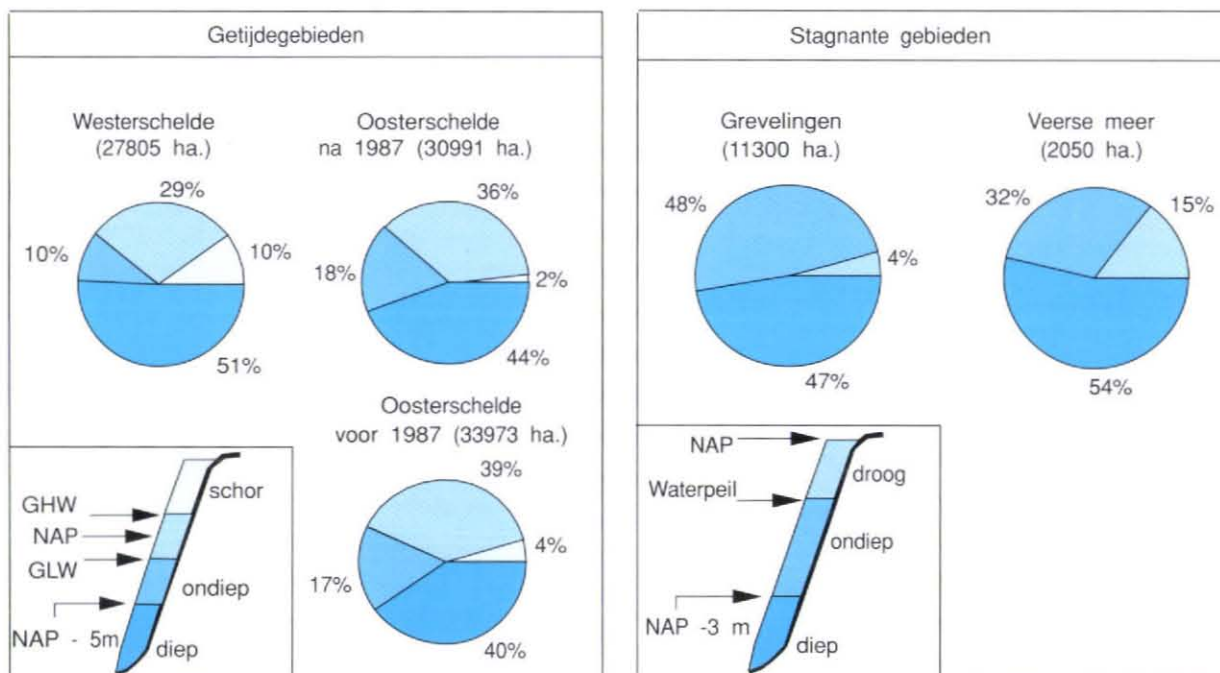 Getijdegebieden
Westerschelde
(27805 ha.)
29%
10%
10%
51%
Oosterschelde
na 1987 (30991 ha.)
36%
18%
2%
44%
Oosterschelde
voor 1987 (33973 ha.)
39%
4%
17%
40%
schor
GHW
NAP
GLW
ondiep
NAP - 5m
diep
Stagnante gebieden
Grevelingen
(11300 ha.)
48%
4%
47%
Veerse meer
(2050 ha.)
32%
15%
54%
NAP
droog
Waterpeil
ondiep
NAP -3 m
diep